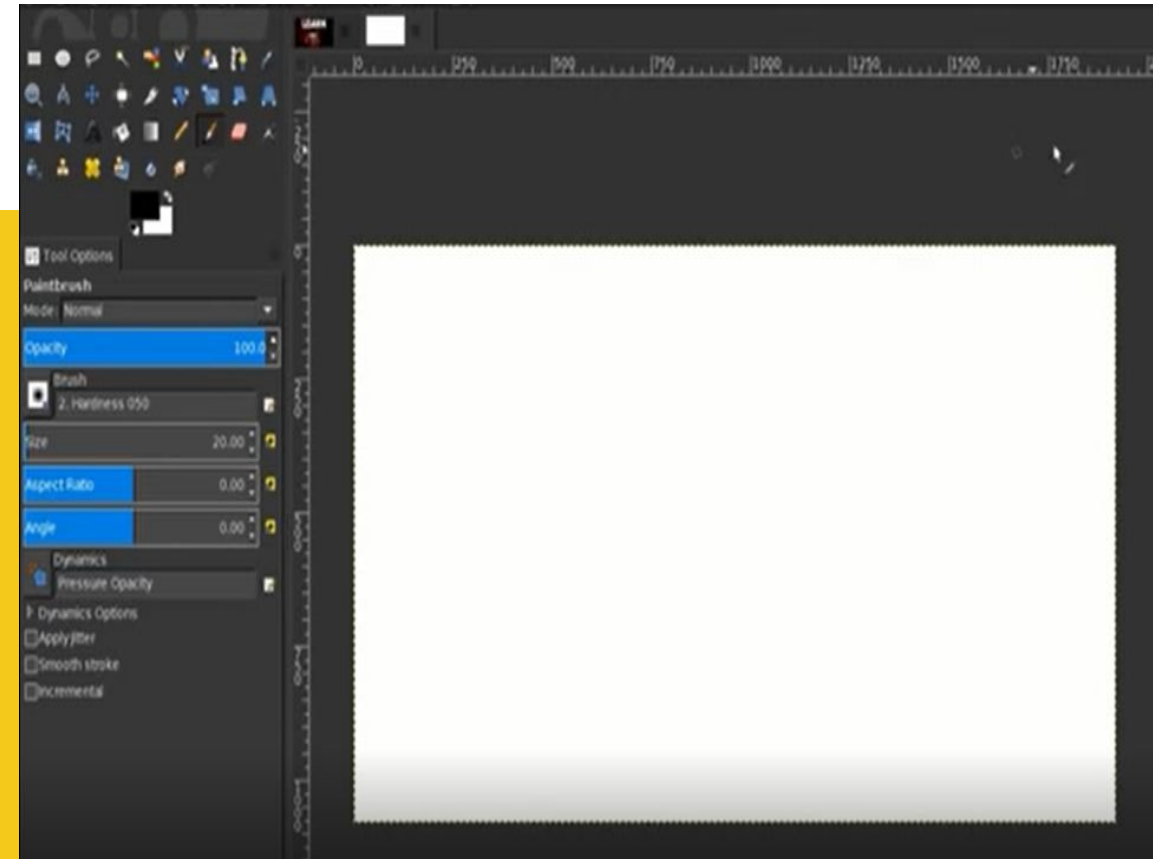 LEARN
0 250 500 750 1000 1250 1500 1750
Tool Options
Paintbrush
Mode: Normal
Opacity 100.0
Brush
2. Hardness 050
Size 20.00
Aspect Ratio 0.00
Angle 0.00
Dynamics
Pressure Opacity
Dynamics Options
Apply Jitter
Smooth stroke
Incremental